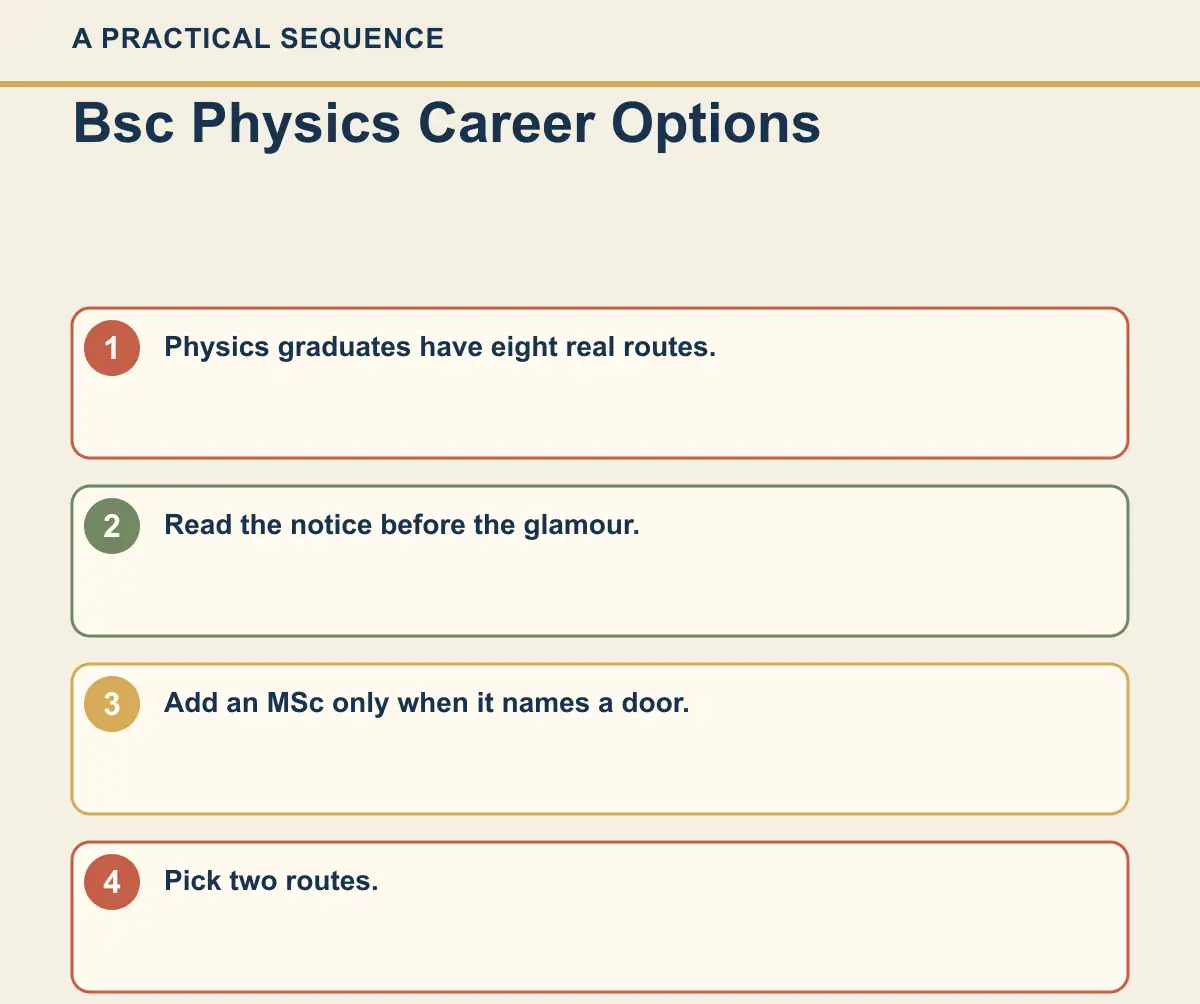 A PRACTICAL SEQUENCE
Bsc Physics Career Options
1 Physics graduates have eight real routes.
2 Read the notice before the glamour.
3 Add an MSc only when it names a door.
4 Pick two routes.